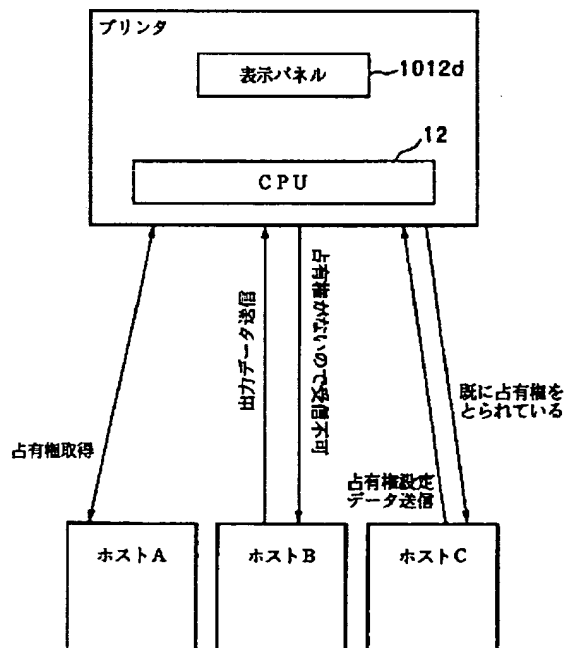 プリンタ
表示パネル
1012d
12
CPU
出力データ送信
占有権がないので受信不可
既に占有権を
とられている
占有権取得
占有権設定
データ送信
ホストA
ホストB
ホストC